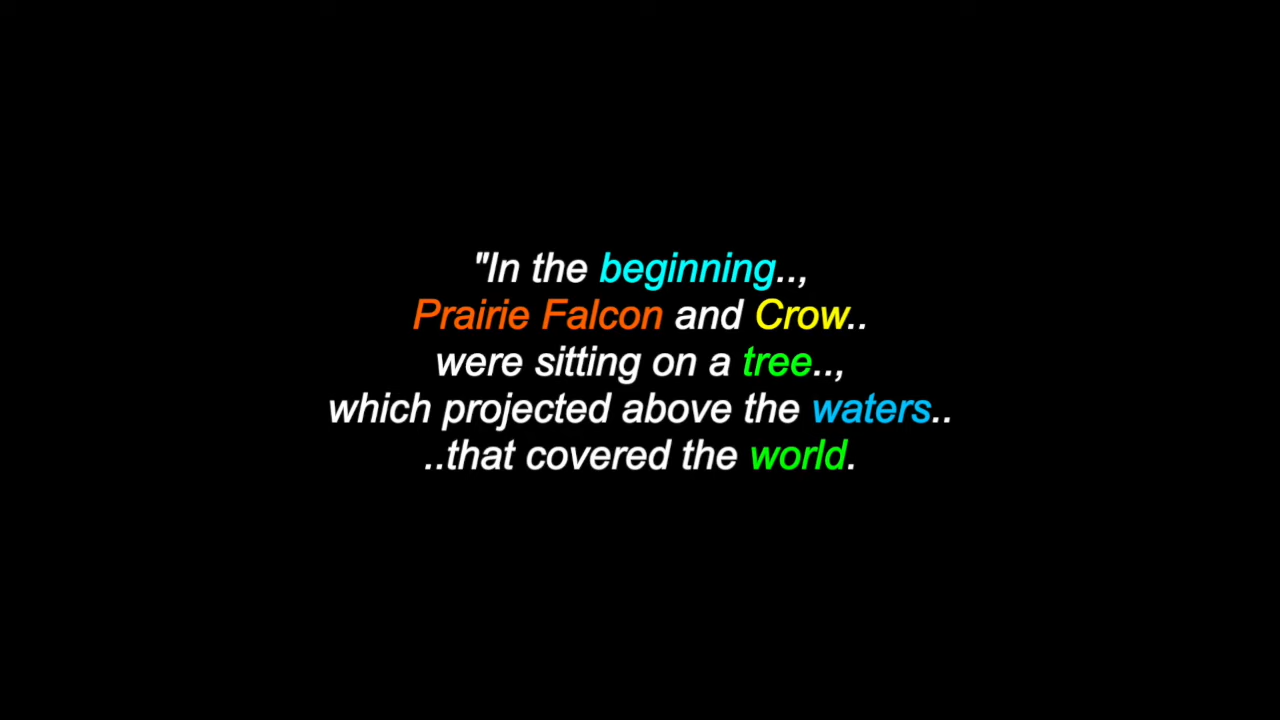 "In the beginning..,
Prairie Falcon and Crow..
were sitting on a tree..,
which projected above the waters..
..that covered the world.